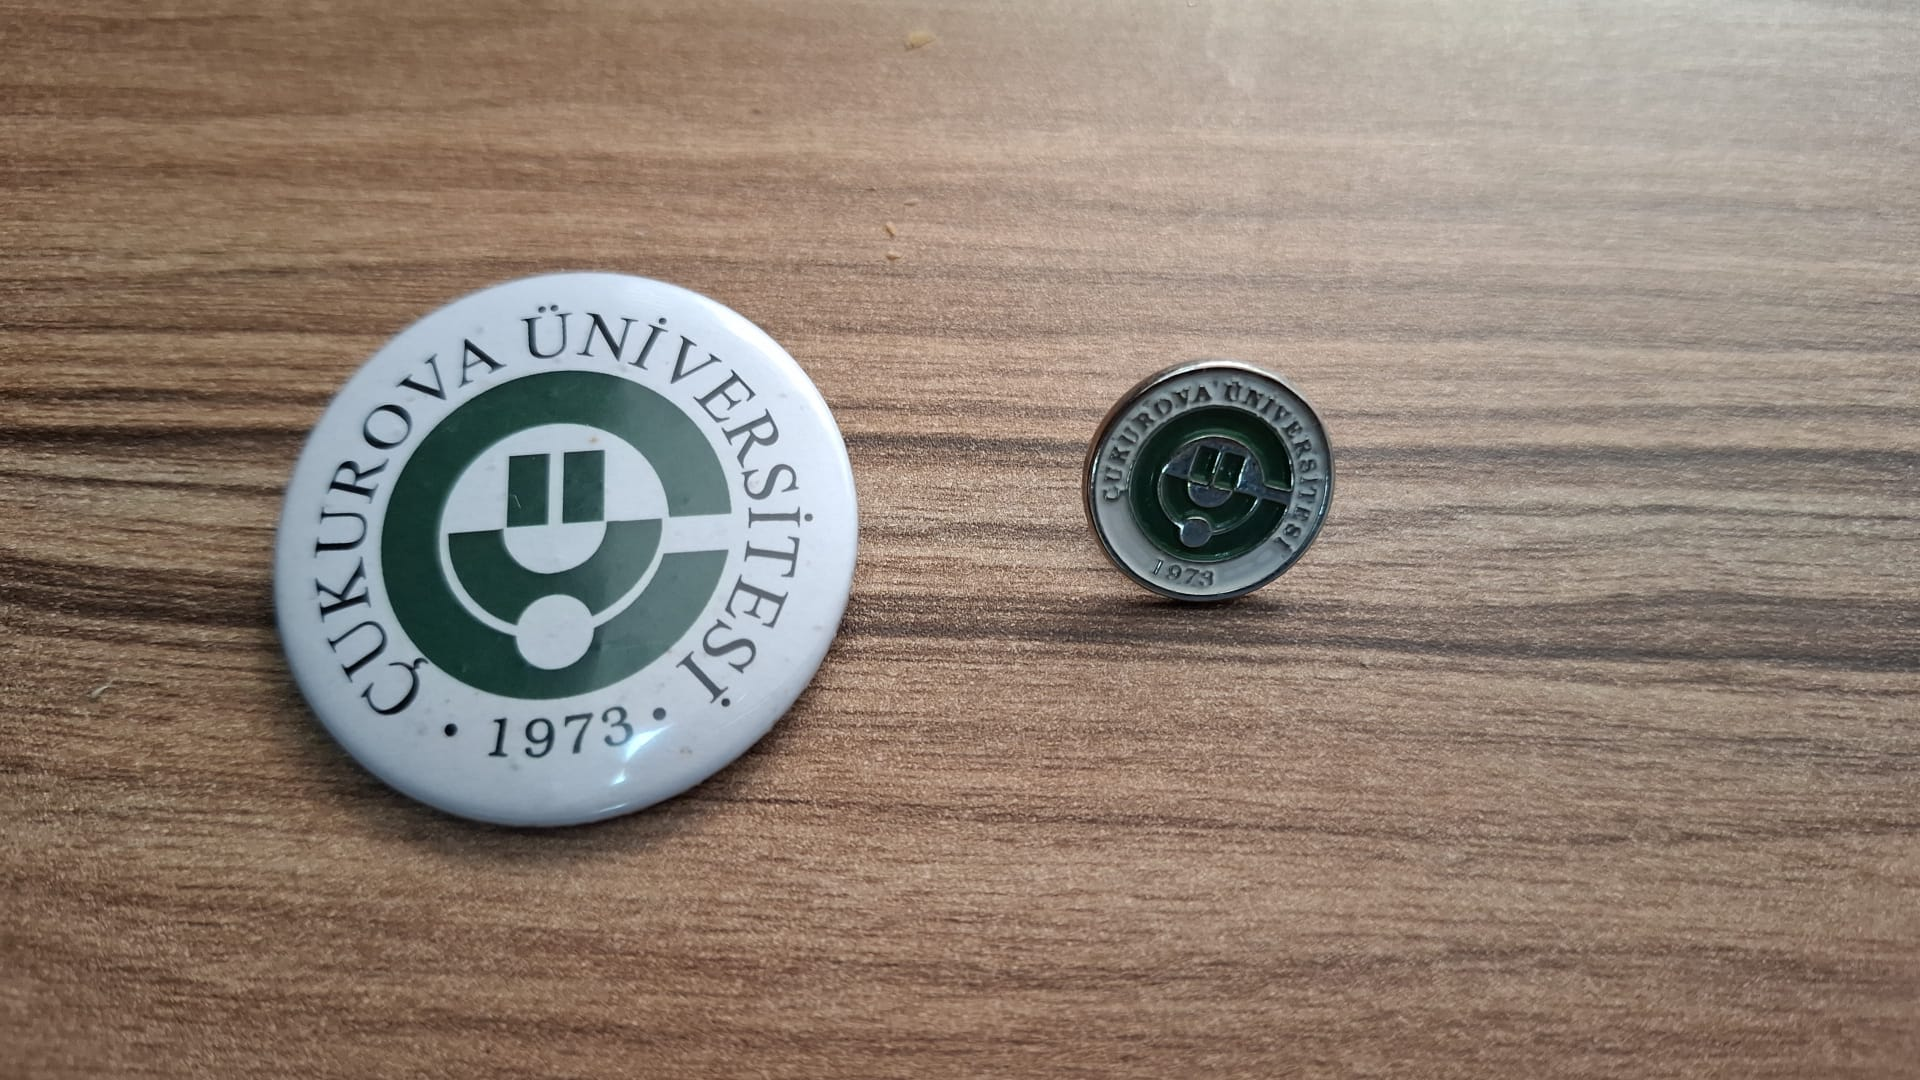 ÇUKUROVA ÜNİVERSİTESİ
• 1973 •
ÇUKUROVA ÜNİVERSİTESİ
1973